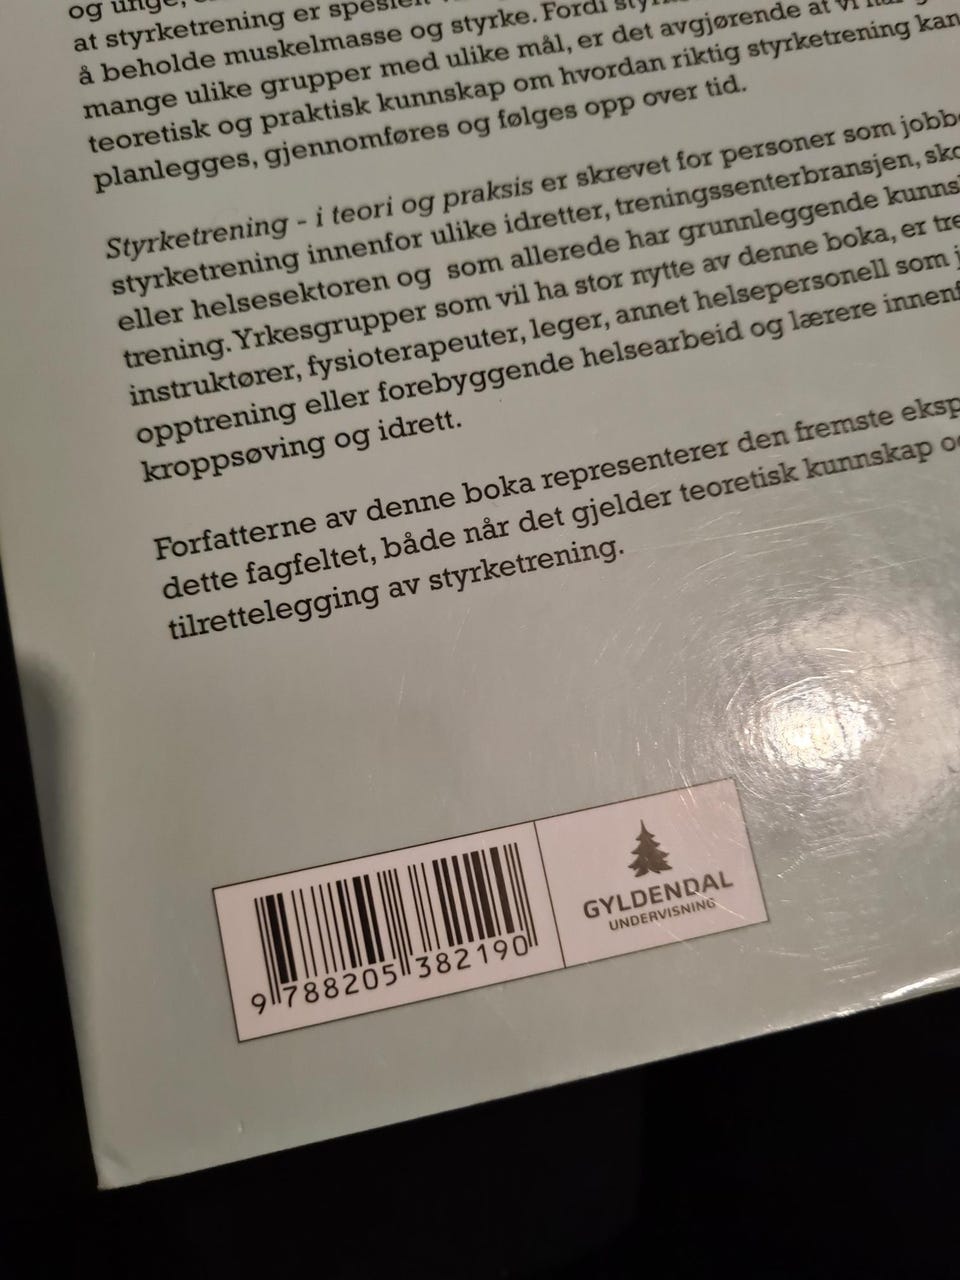 og unge,
at styrketrening er
å beholde muskelmasse og styrke. Fordi
mange ulike grupper med ulike mål, er det avgjørende at vi har
teoretisk og praktisk kunnskap om hvordan riktig styrketrening kan
planlegges, gjennomføres og følges opp over tid.
Styrketrening - i teori og praksis er skrevet for personer som
styrketrening innenfor ulike idretter, treningssenterbransjen,
eller helsesektoren og som allerede har grunnleggende
trening. Yrkesgrupper som vil ha stor nytte av denne boka, er
instruktører, fysioterapeuter, leger, annet helsepersonell som
opptrening eller forebyggende helsearbeid og lærere
kroppsøving og idrett.
Forfatterne av denne boka representerer den fremste
dette fagfeltet, både når det gjelder teoretisk kunnskap
tilrettelegging av styrketrening.
9 788205 382190
GYLDENDAL
UNDERVISNING